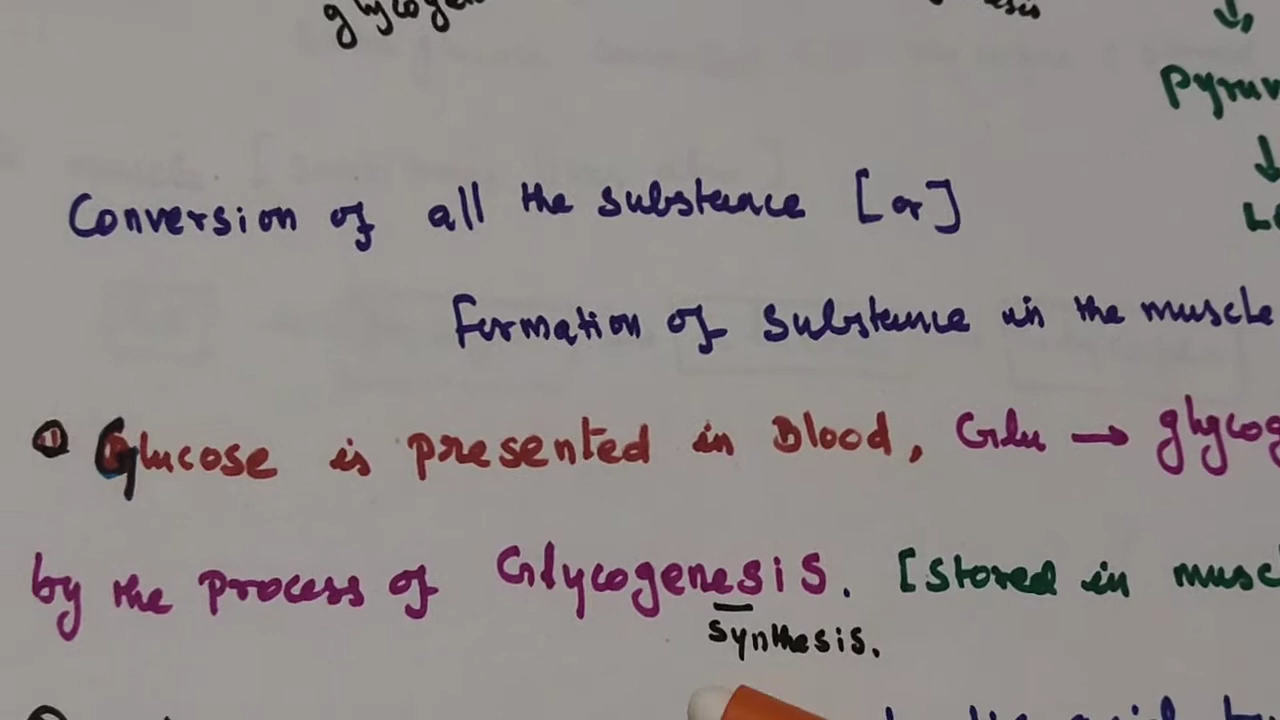 Pyruv
Conversion of all the substance [or]
Formation of substance in the muscle
① Glucose is presented in Blood, Glu → glycog
by the process of Glycogenesis. [Stored in musc
Synthesis.